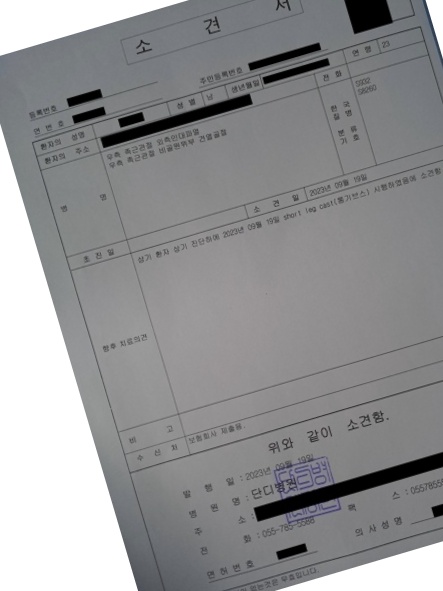 소 견 서
등록번호
연 번 호
주민등록번호
환자의 성명
성 별 남 생년월일
연 령 23
환자의 주소
전 화
병 명
우측 족근관절 외측인대파열
우측 족근관절 비골원위부 견열골절
한 국
질 병
분 류
기 호
S932
S8260
초 진 일
소 견 일 2023년 09월 19일
향후 치료의견
상기 환자 상기 진단하에 2023년 09월 19일 short leg cast(통기브스) 시행하였음에 소견함
비 고
수 신 처 보험회사 제출용.
위와 같이 소견함.
발 행 일 : 2023년 09월 19일
병 원 명 : 단디병원
주 소 :
전 화 : 055-785-5588
팩 스 : 05578555
면허번호
의 사 성 명
없는것은 무효입니다.